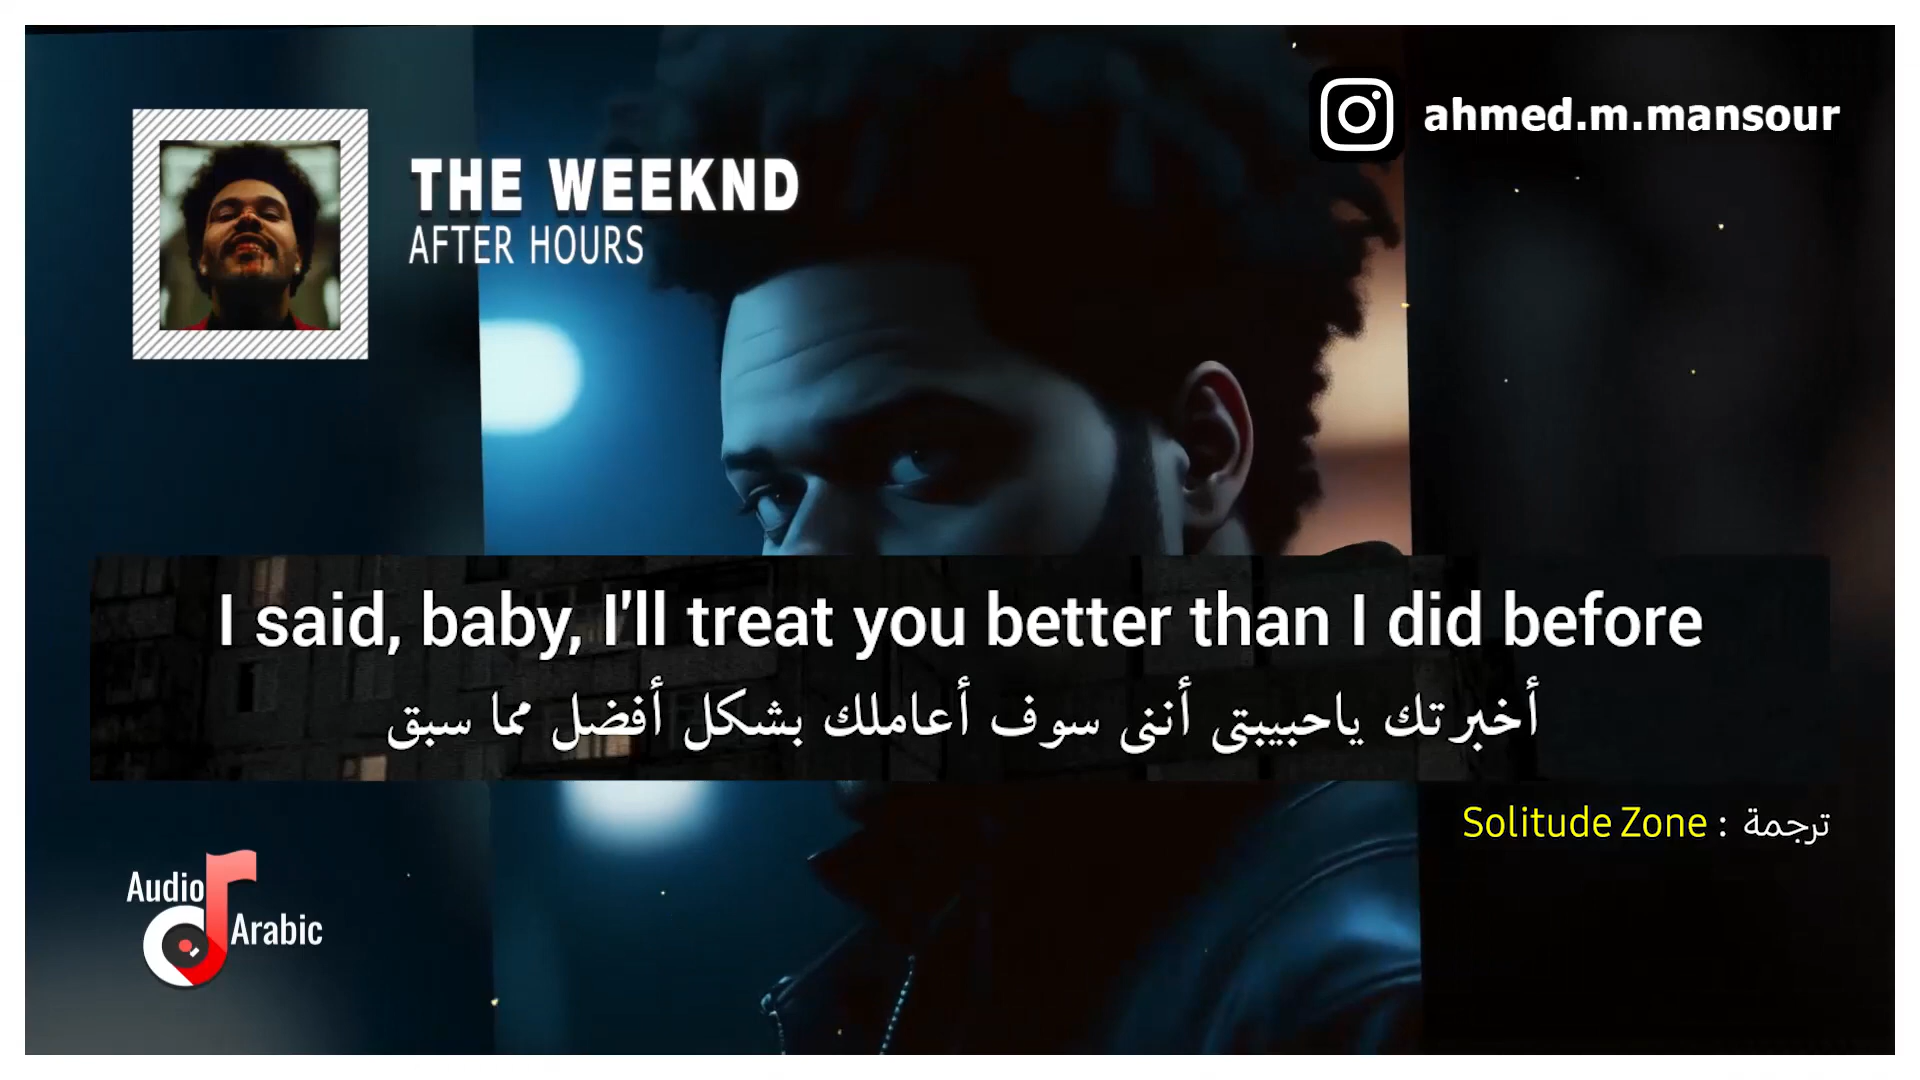 ahmed.m.mansour
THE WEEKND
AFTER HOURS
I said, baby, I'll treat you better than I did before
أخبرتك ياحبيبتى أننى سوف أعاملك بشكل أفضل مما سبق
ترجمة : Solitude Zone
Audio
Arabic